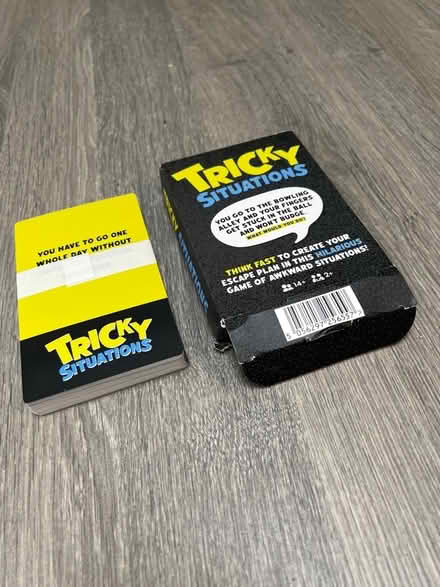 YOU HAVE TO GO ONE
WHOLE DAY WITHOUT
TRICKY
SITUATIONS
TRICKY SITUATIONS
TRICKY
SITUATIONS
YOU GO TO THE BOWLING
ALLEY AND YOUR FINGERS
GET STUCK IN THE BALL
AND WON'T BUDGE.
WHAT WOULD YOU DO?
THINK FAST TO CREATE YOUR
ESCAPE PLAN IN THIS HILARIOUS
GAME OF AWKWARD SITUATIONS!
14+ 2+